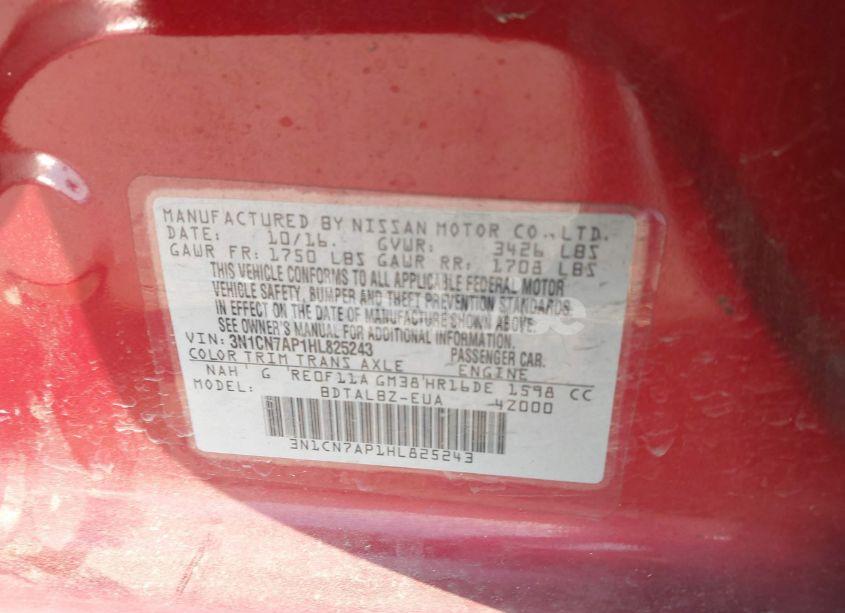 MANUFACTURED BY NISSAN MOTOR CO.,LTD.
DATE: 10/16. GVWR: 3426 LBS
GAWR FR: 1750 LBS GAWR RR: 1708 LBS
THIS VEHICLE CONFORMS TO ALL APPLICABLE FEDERAL MOTOR
VEHICLE SAFETY, BUMPER AND THEFT PREVENTION STANDARDS
IN EFFECT ON THE DATE OF MANUFACTURE SHOWN ABOVE.
SEE OWNER'S MANUAL FOR ADDITIONAL INFORMATION.
VIN: 3N1CN7AP1HL825243 PASSENGER CAR.
COLOR TRIM TRANS AXLE ENGINE
NAH G RE0F11A GM38 HR16DE 1598 CC
MODEL: BDTALBZ-EUA 42000
3N1CN7AP1HL825243